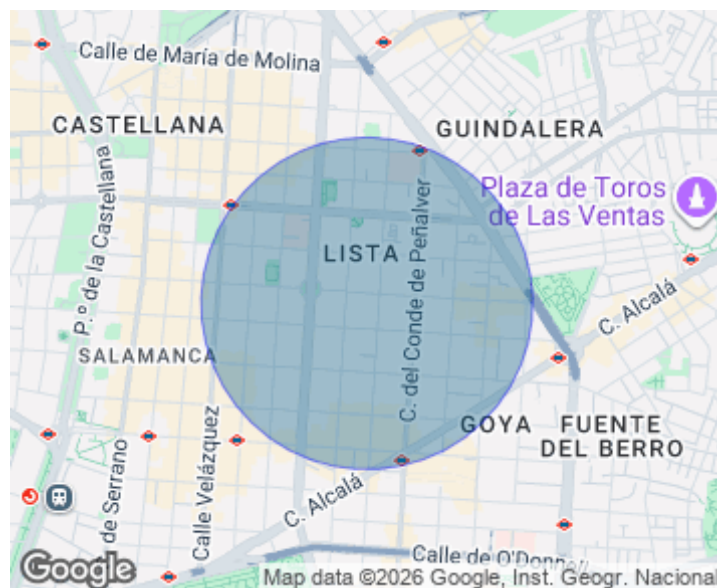 Calle de María de Molina
CASTELLANA
GUINDALERA
P.º de la Castellana
Plaza de Toros
de Las Ventas
C. del Conde de Peñalver
LISTA
C. Alcalá
SALAMANCA
GOYA
FUENTE
DEL BERRO
Calle Velázquez
de Serrano
C. Alcalá
Calle de O'Donnell
Google
Map data ©2026 Google, Inst. Geogr. Nacional